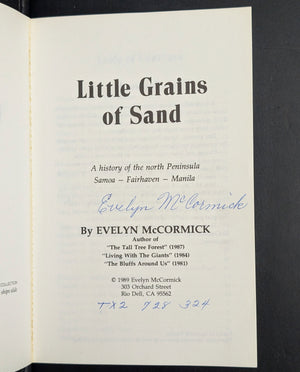 Little Grains
of Sand
A history of the north Peninsula
Samoa – Fairhaven – Manila
Evelyn McCormick
By EVELYN McCORMICK
Author of
"The Tall Tree Forest" (1987)
"Living With The Giants" (1984)
"The Bluffs Around Us" (1981)
© 1989 Evelyn McCormick
303 Orchard Street
Rio Dell, CA 95562
TX2 728 324
COLLECTION